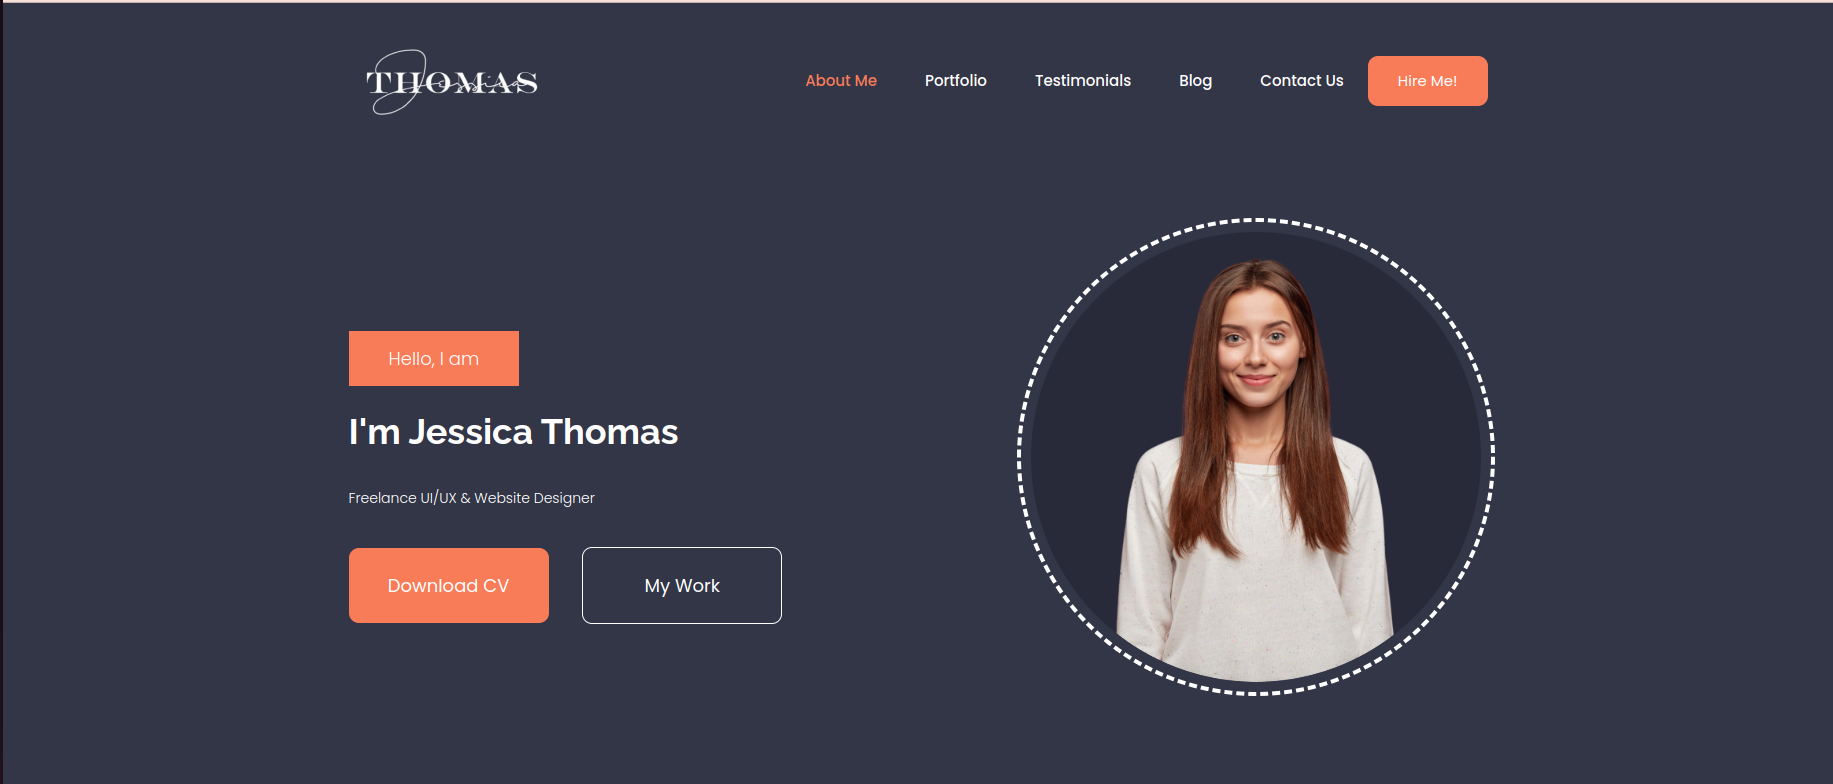 THOMAS
Jessica
About Me Portfolio Testimonials Blog Contact Us Hire Me!
Hello, I am
I'm Jessica Thomas
Freelance UI/UX & Website Designer
Download CV My Work